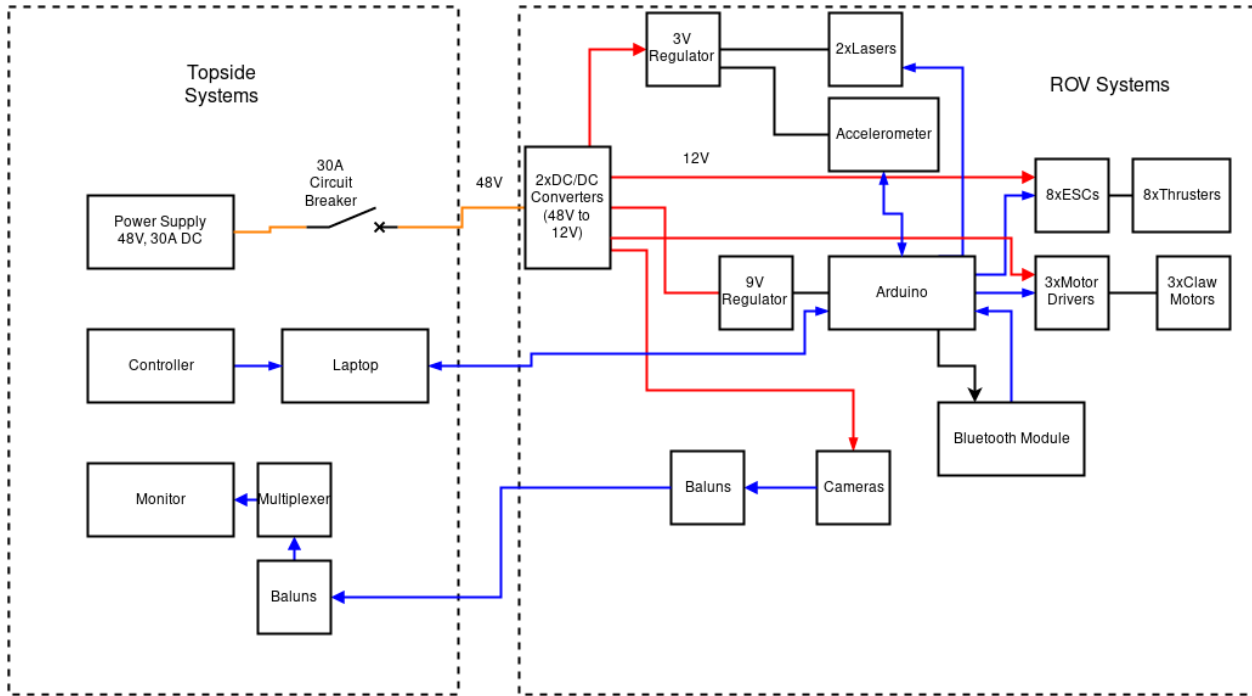 Topside
Systems
ROV Systems
3V
Regulator
2xLasers
Accelerometer
30A
Circuit
Breaker
48V
12V
2xDC/DC
Converters
(48V to
12V)
8xESCs
8xThrusters
Power Supply
48V, 30A DC
9V
Regulator
Arduino
3xMotor
Drivers
3xClaw
Motors
Controller
Laptop
Bluetooth Module
Monitor
Multiplexer
Baluns
Cameras
Baluns